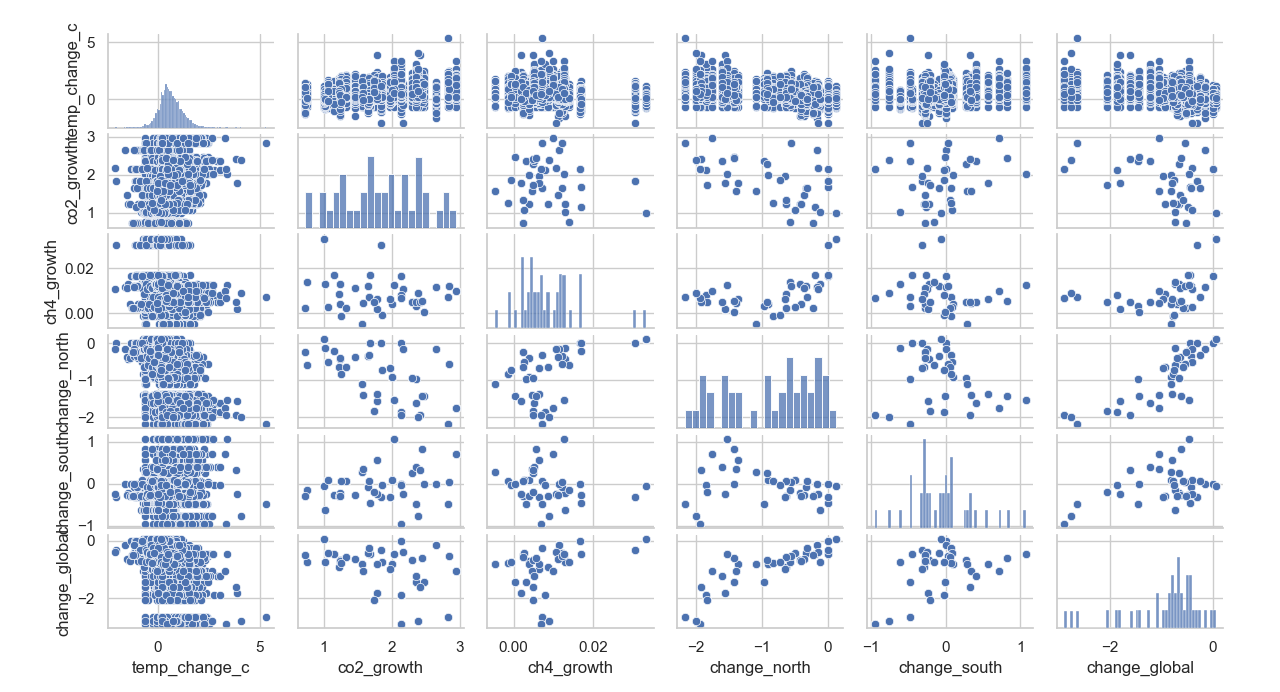 temp_change_c
5
0
co2_growth
3
2
1
ch4_growth
0.02
0.00
change_north
0
−1
−2
change_south
1
0
−1
change_global
0
−2
0 5
1 2 3
0.00 0.02
−2 −1 0
−1 0 1
−2 0
temp_change_c co2_growth ch4_growth change_north change_south change_global